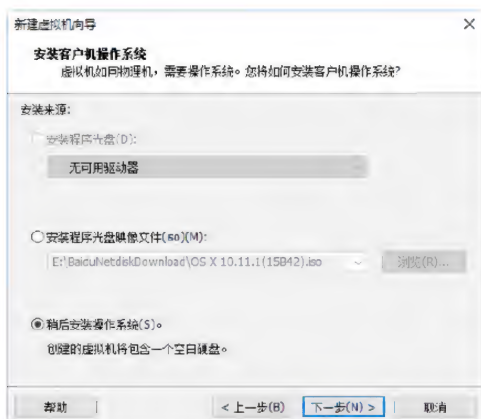 新建虚拟机向导
安装客户机操作系统
虚拟机如同物理机，需要操作系统。您将如何安装客户机操作系统?
安装来源:
安装程序光盘(D):
无可用驱动器
安装程序光盘映像文件(iso)(M):
E:\BaiduNetdiskDownload\OS X 10.11.1(15B42).iso
浏览(R)...
稍后安装操作系统(S)。
创建的虚拟机将包含一个空白硬盘。
帮助 < 上一步(B) 下一步(N) > 取消